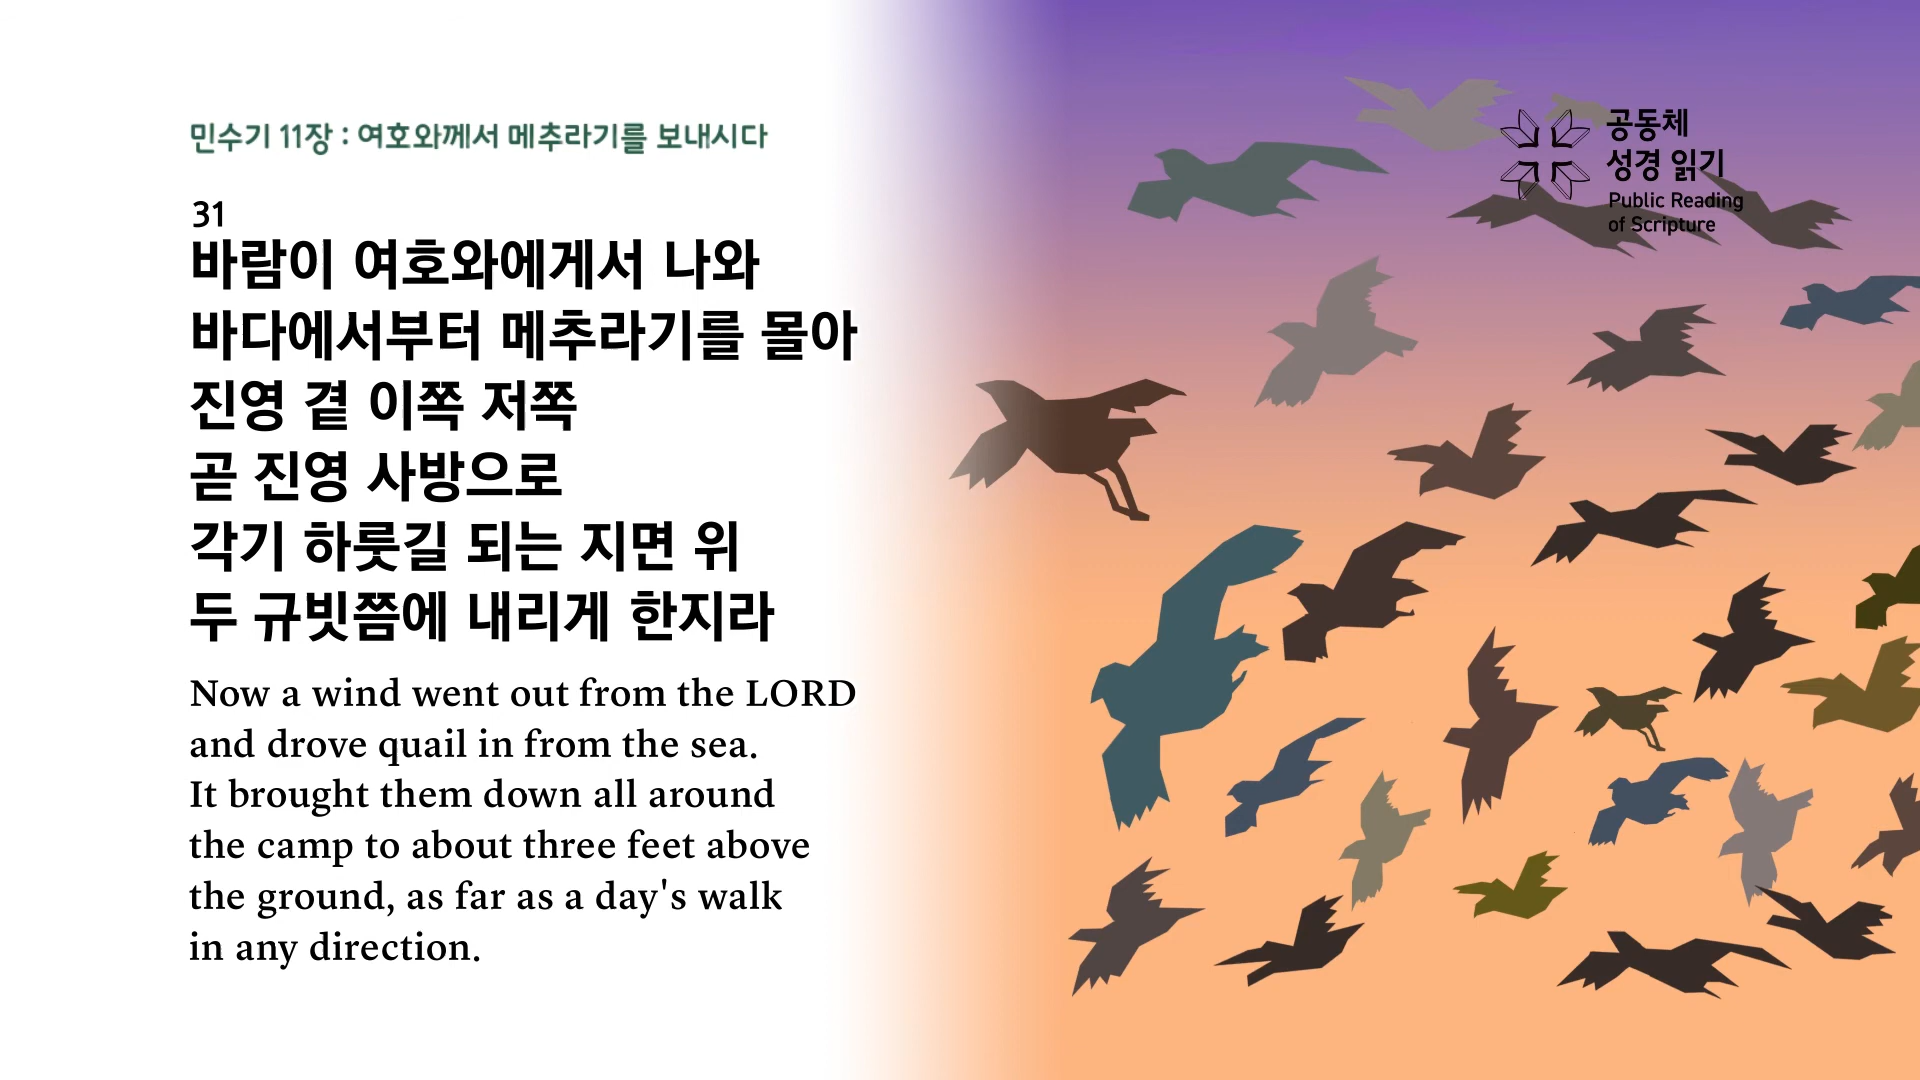 민수기 11장 : 여호와께서 메추라기를 보내시다
31
바람이 여호와에게서 나와
바다에서부터 메추라기를 몰아
진영 곁 이쪽 저쪽
곧 진영 사방으로
각기 하룻길 되는 지면 위
두 규빗쯤에 내리게 한지라
Now a wind went out from the LORD
and drove quail in from the sea.
It brought them down all around
the camp to about three feet above
the ground, as far as a day's walk
in any direction.
공동체
성경 읽기
Public Reading
of Scripture